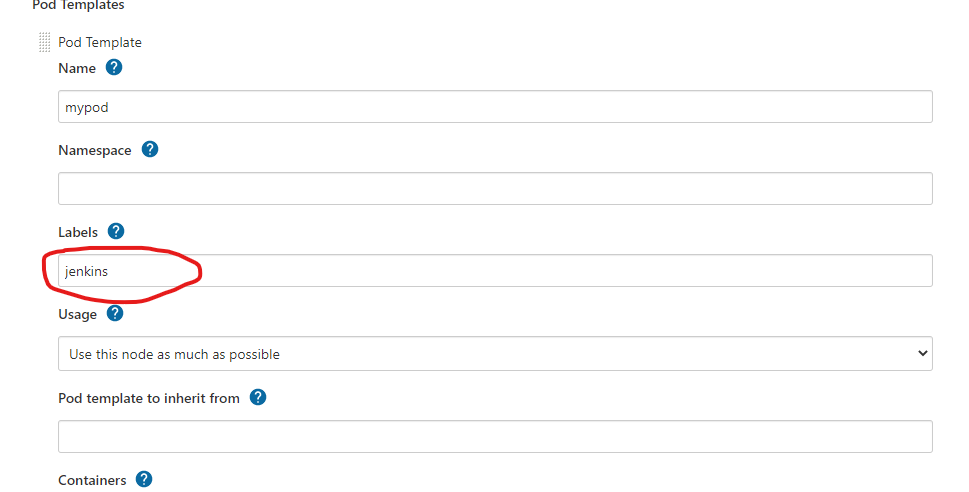 Pod Templates
Pod Template
Name ?
mypod
Namespace ?
Labels ?
jenkins
Usage ?
Use this node as much as possible
Pod template to inherit from ?
Containers ?